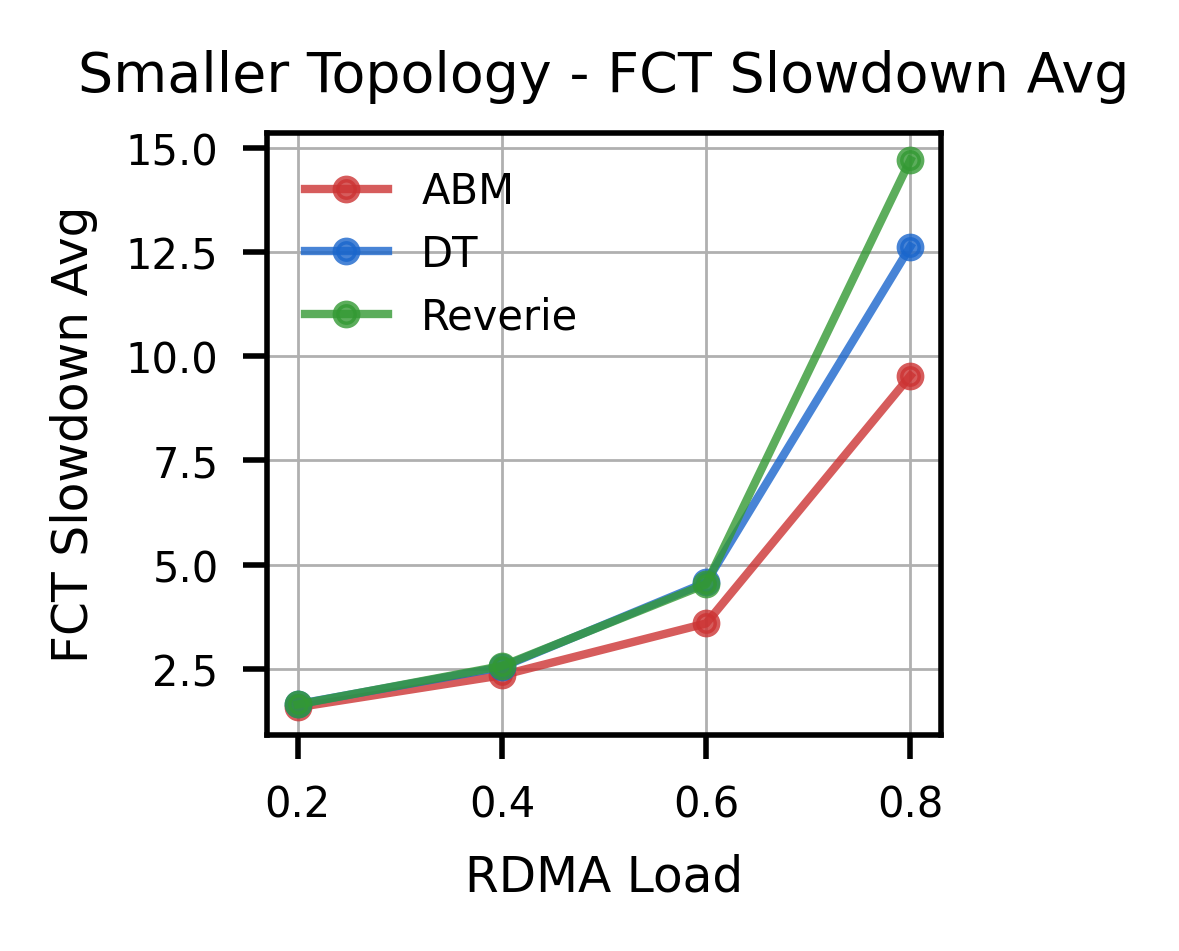 Smaller Topology - FCT Slowdown Avg
FCT Slowdown Avg
15.0
12.5
10.0
7.5
5.0
2.5
ABM
DT
Reverie
0.2 0.4 0.6 0.8
RDMA Load